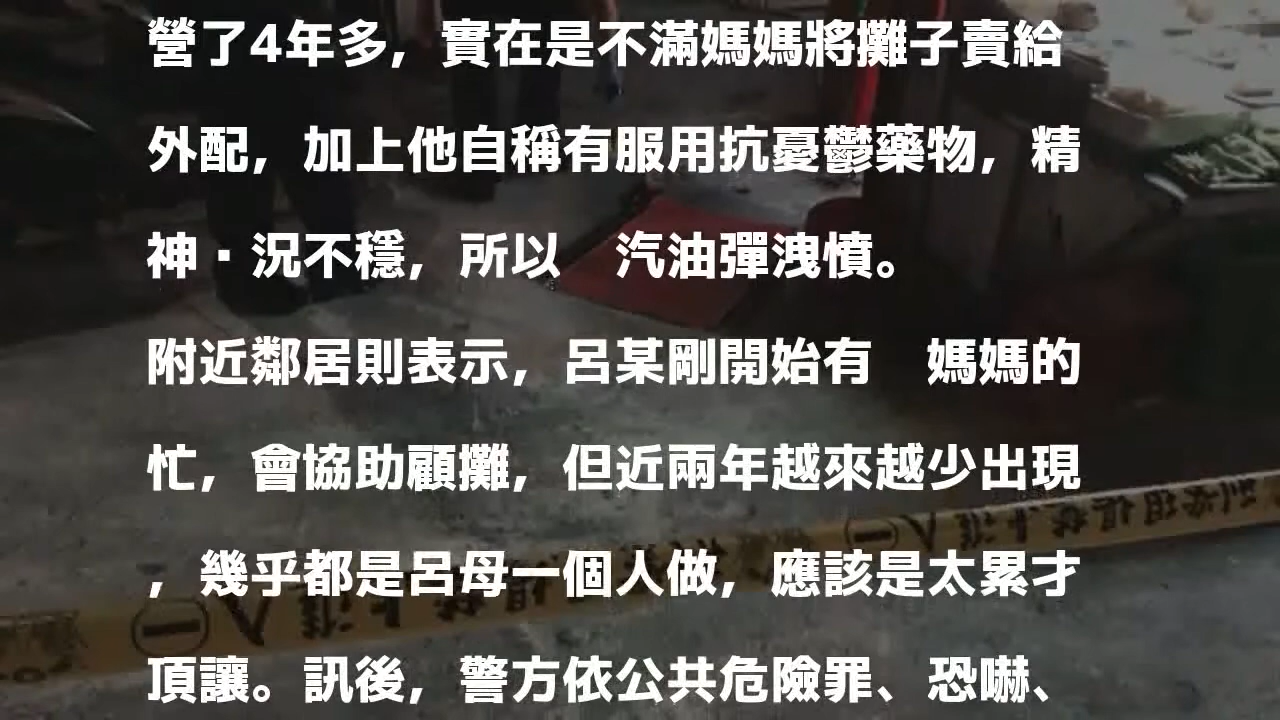 營了4年多，實在是不滿媽媽將攤子賣給
外配，加上他自稱有服用抗憂鬱藥物，精
神▪況不穩，所以　汽油彈洩憤。
附近鄰居則表示，呂某剛開始有　媽媽的
忙，會協助顧攤，但近兩年越來越少出現
，幾乎都是呂母一個人做，應該是太累才
頂讓。訊後，警方依公共危險罪、恐嚇、